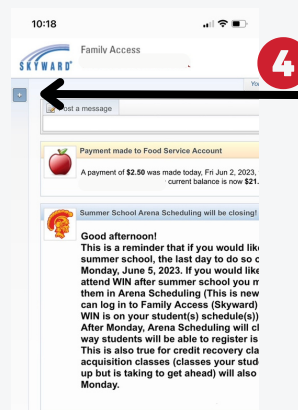 10:18
Family Access
SKYWARD
4
You
+
Post a message
Payment made to Food Service Account
A payment of $2.50 was made today, Fri Jun 2, 2023,
current balance is now $21.
Summer School Arena Scheduling will be closing!
Good afternoon!
This is a reminder that if you would like
summer school, the last day to do so o
Monday, June 5, 2023. If you would like
attend WIN after summer school you m
them in Arena Scheduling (This is new
can log in to Family Access (Skyward)
WIN is on your student(s) schedule(s))
After Monday, Arena Scheduling will cl
way students will be able to register is
This is also true for credit recovery cla
acquisition classes (classes your stud
up but is taking to get ahead) will also
Monday.